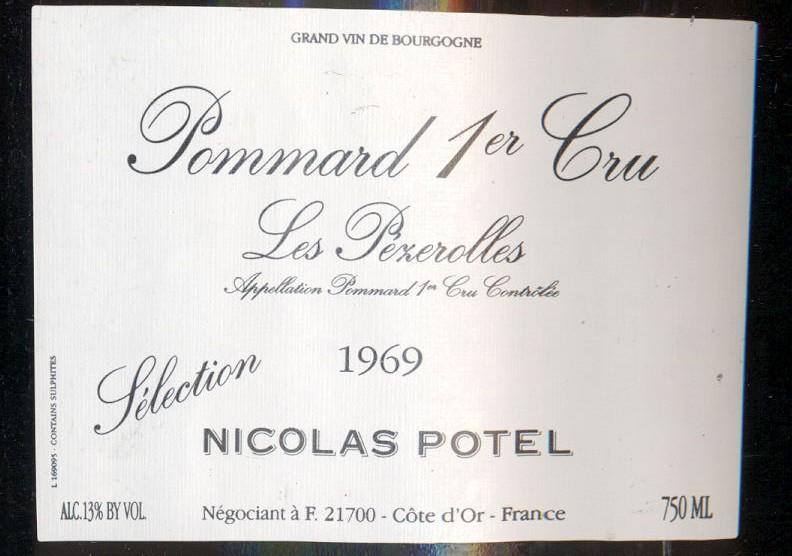 GRAND VIN DE BOURGOGNE
Pommard 1er Cru
Les Pézerolles
Appellation Pommard 1er Cru Contrôlée
Sélection
1969
NICOLAS POTEL
L 169095 - CONTAINS SULPHITES
ALC.13% BY VOL.
Négociant à F. 21700 - Côte d'Or - France
750 ML